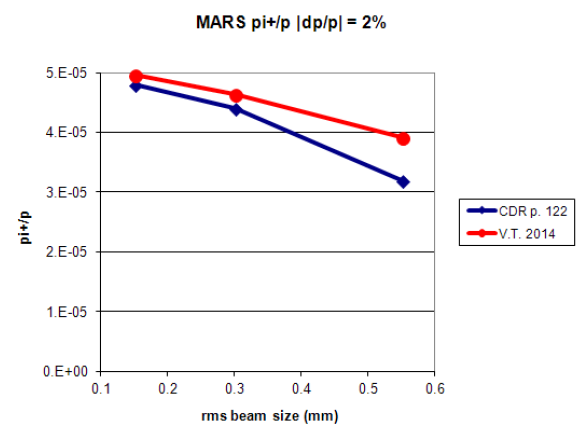 MARS pi+/p |dp/p| = 2%
5.E-05
4.E-05
3.E-05
2.E-05
1.E-05
0.E+00
pi+/p
0.1 0.2 0.3 0.4 0.5 0.6
rms beam size (mm)
CDR p. 122
V.T. 2014